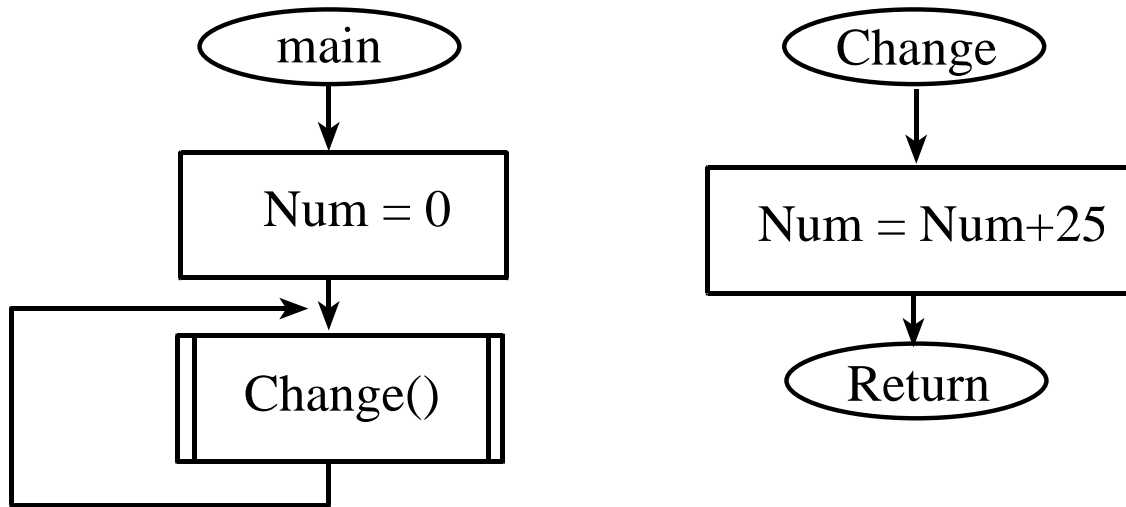 main
Num = 0
Change()
Change
Num = Num+25
Return